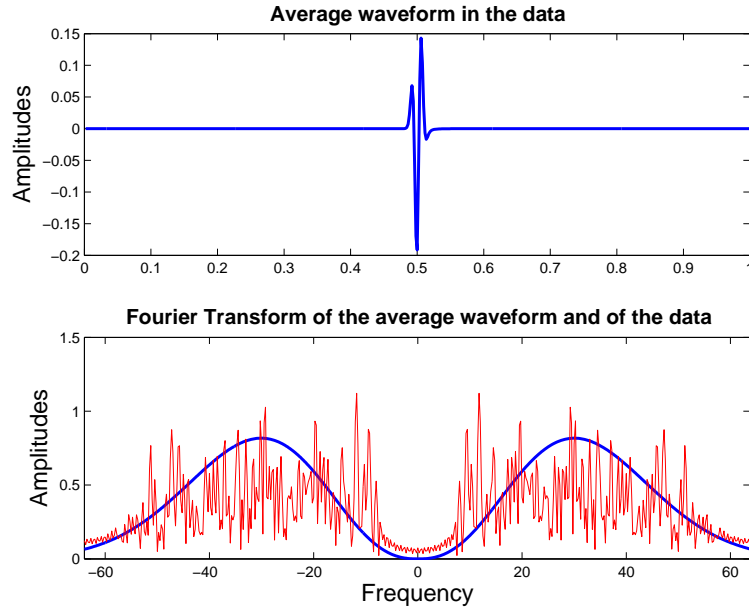 Average waveform in the data
Amplitudes
0.15
0.1
0.05
0
−0.05
−0.1
−0.15
−0.2
0 0.1 0.2 0.3 0.4 0.5 0.6 0.7 0.8 0.9 1
Fourier Transform of the average waveform and of the data
Amplitudes
1.5
1
0.5
0
−60 −40 −20 0 20 40 60
Frequency